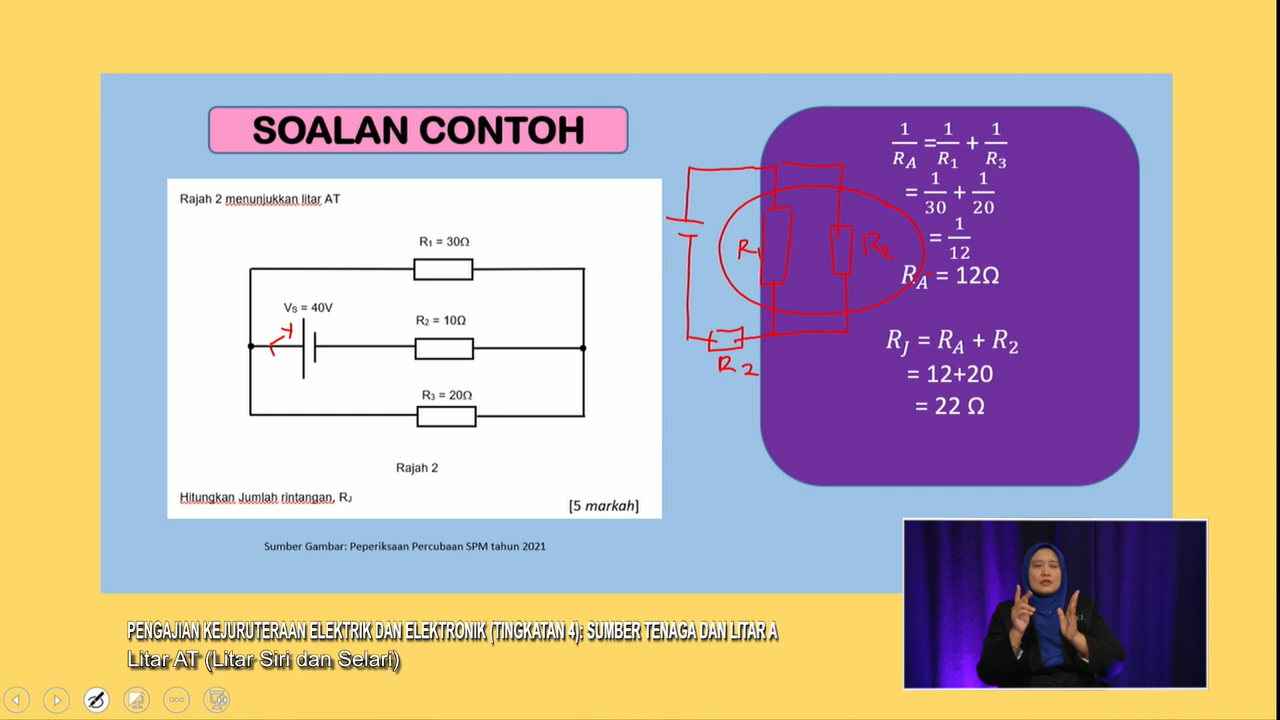 SOALAN CONTOH
Rajah 2 menunjukkan litar AT
R₁ = 30Ω
Vs = 40V
R₂ = 10Ω
R₃ = 20Ω
Rajah 2
Hitungkan Jumlah rintangan, RJ
[5 markah]
Sumber Gambar: Peperiksaan Percubaan SPM tahun 2021
R₁
R₂
1/R_A = 1/R₁ + 1/R₃
= 1/30 + 1/20
= 1/12
R_A = 12Ω
R_J = R_A + R₂
= 12+20
= 22 Ω
PENGAJIAN KEJURUTERAAN ELEKTRIK DAN ELEKTRONIK (TINGKATAN 4): SUMBER TENAGA DAN LITAR A
Litar AT (Litar Siri dan Selari)